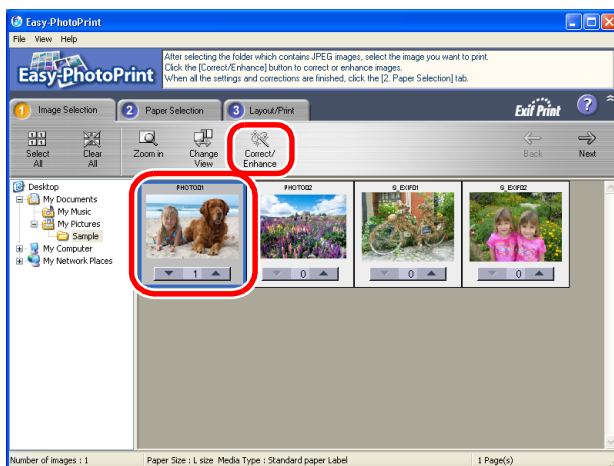 Easy-PhotoPrint
File View Help
Easy-PhotoPrint
After selecting the folder which contains JPEG images, select the image you want to print.
Click the [Correct/Enhance] button to correct or enhance images.
When all the settings and corrections are finished, click the [2. Paper Selection] tab.
1 Image Selection 2 Paper Selection 3 Layout/Print Exif Print ?
Select All
Clear All
Zoom in
Change View
Correct/ Enhance
Back
Next
Desktop
My Documents
My Music
My Pictures
Sample
My Computer
My Network Places
PHOTO01 PHOTO02 S_EXIF01 S_EXIF02
1 0 0 0
Number of images : 1 Paper Size : L size Media Type : Standard paper Label 1 Page(s)